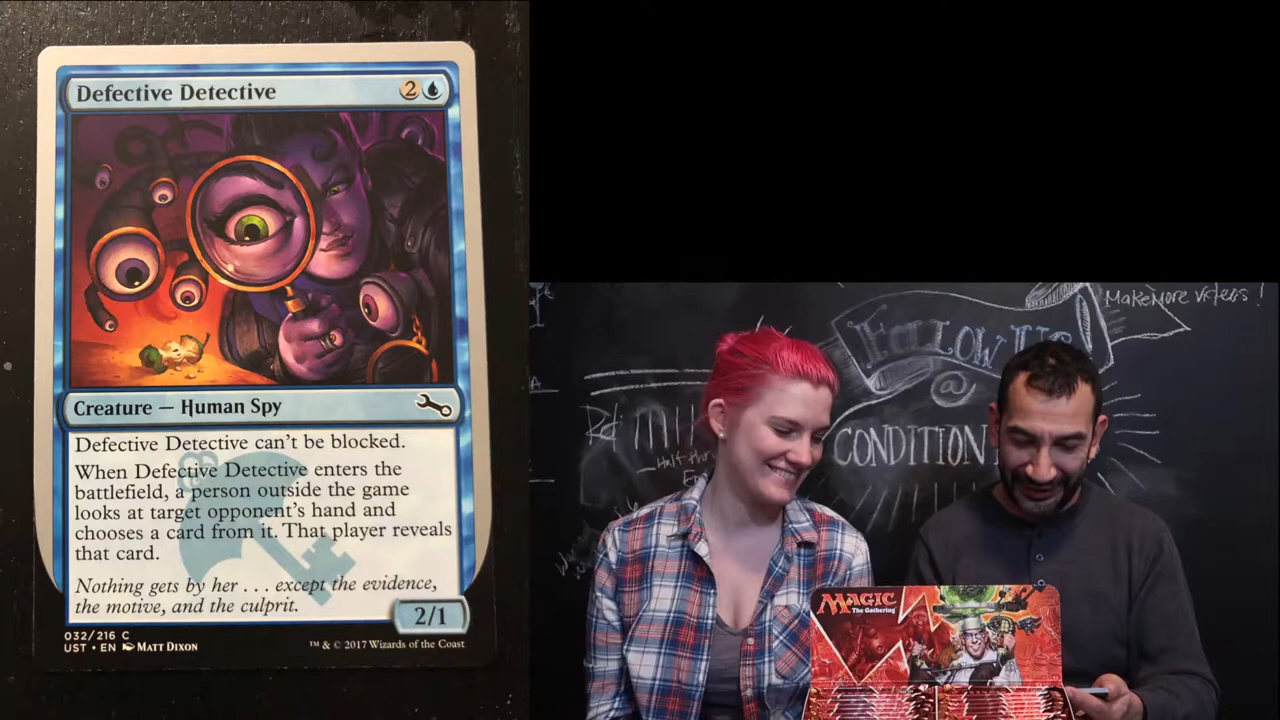 Defective Detective
2
Creature — Human Spy
Defective Detective can't be blocked.
When Defective Detective enters the
battlefield, a person outside the game
looks at target opponent's hand and
chooses a card from it. That player reveals
that card.
Nothing gets by her . . . except the evidence,
the motive, and the culprit.
2/1
032/216 C
UST • EN MATT DIXON
™ & © 2017 Wizards of the Coast
Make More Videos !
FOLLOW US
@
CONDITION
MAGIC
The Gathering